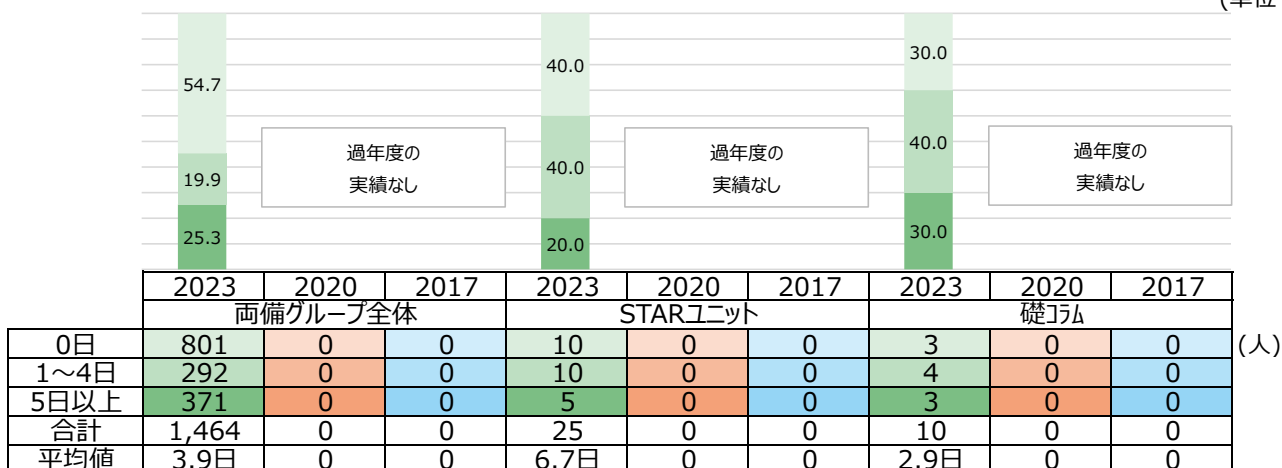 (単位
54.7
19.9
25.3
過年度の
実績なし
40.0
40.0
20.0
過年度の
実績なし
30.0
40.0
30.0
過年度の
実績なし
2023 2020 2017 2023 2020 2017 2023 2020 2017
両備グループ全体 STARユニット 礎コラム
0日 801 0 0 10 0 0 3 0 0 (人)
1～4日 292 0 0 10 0 0 4 0 0
5日以上 371 0 0 5 0 0 3 0 0
合計 1,464 0 0 25 0 0 10 0 0
平均値 3.9日 0 0 6.7日 0 0 2.9日 0 0